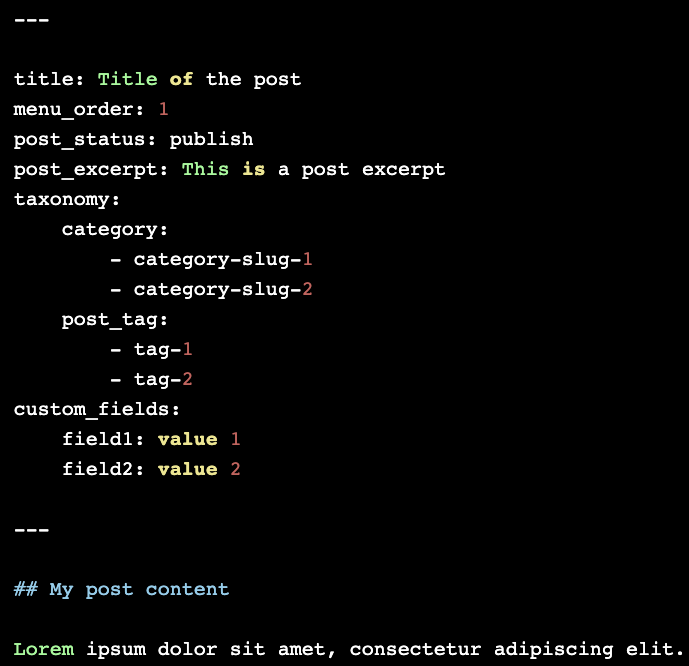 ---
title: Title of the post
menu_order: 1
post_status: publish
post_excerpt: This is a post excerpt
taxonomy:
    category:
        - category-slug-1
        - category-slug-2
    post_tag:
        - tag-1
        - tag-2
custom_fields:
    field1: value 1
    field2: value 2
---
## My post content
Lorem ipsum dolor sit amet, consectetur adipiscing elit.